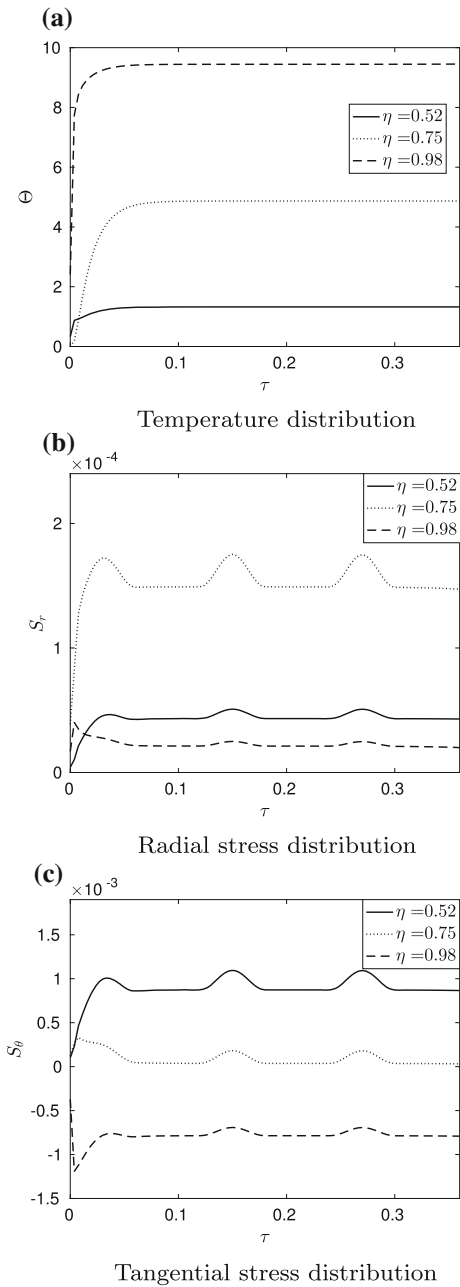 (a)
10
8
6
4
2
0
Θ
η =0.52
η =0.75
η =0.98
0 0.1 0.2 0.3
τ
Temperature distribution
(b)
×10⁻⁴
2
1
0
S_r
η =0.52
η =0.75
η =0.98
0 0.1 0.2 0.3
τ
Radial stress distribution
(c)
×10⁻³
1.5
1
0.5
0
-0.5
-1
-1.5
S_θ
η =0.52
η =0.75
η =0.98
0 0.1 0.2 0.3
τ
Tangential stress distribution